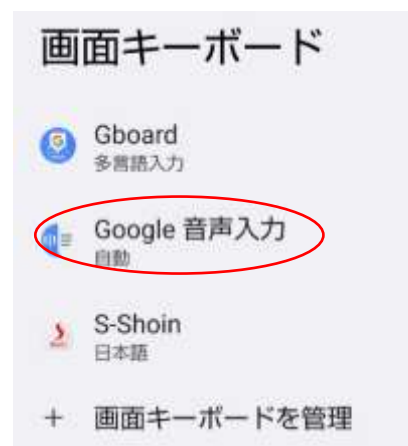 画面キーボード
Gboard
多言語入力
Google 音声入力
自動
S-Shoin
日本語
+ 画面キーボードを管理